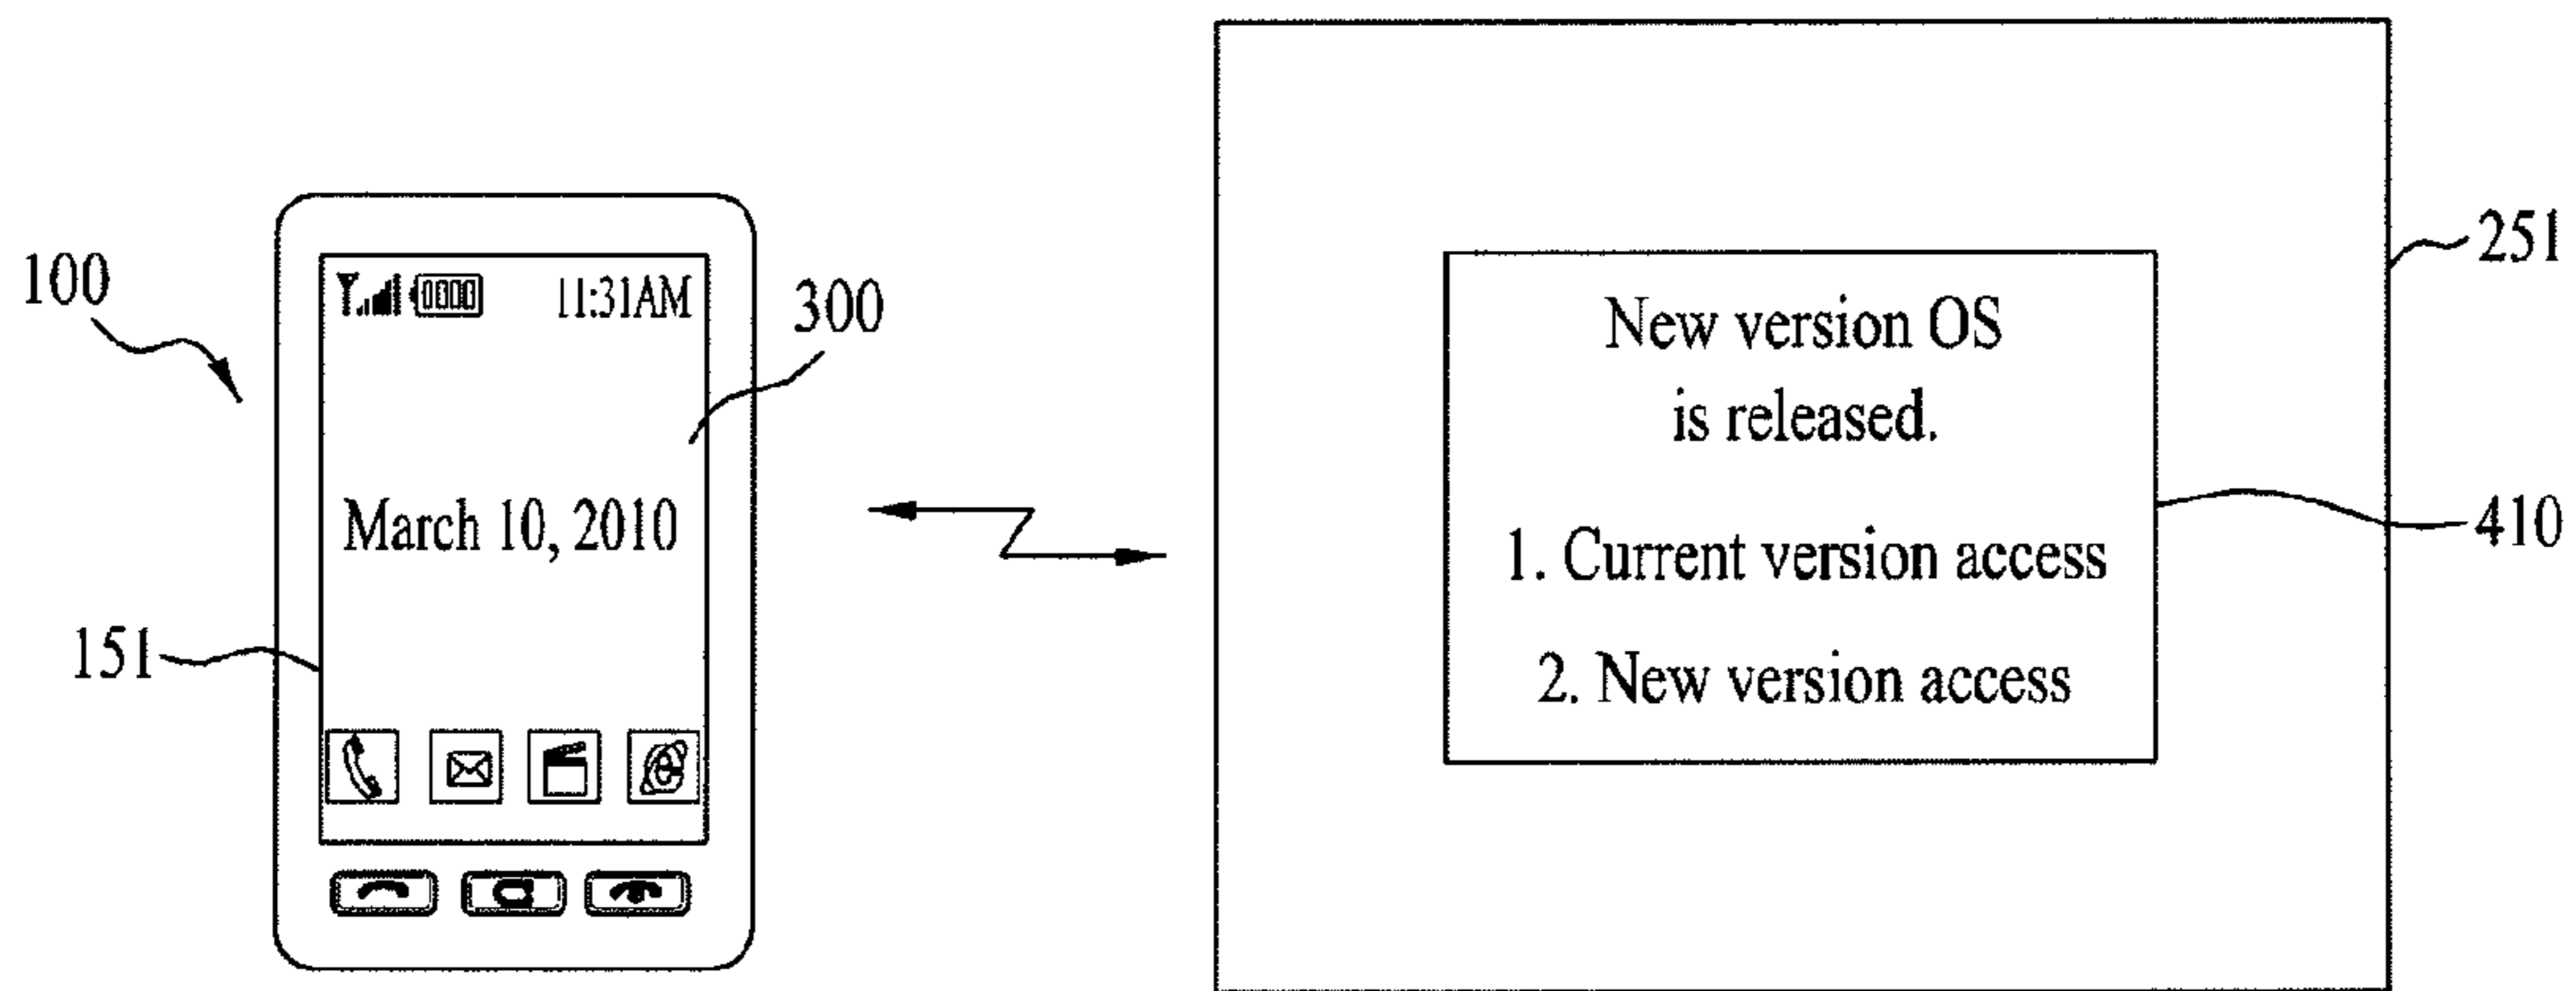 100
11:31AM
300
March 10, 2010
151
251
New version OS
is released.
1. Current version access
2. New version access
410